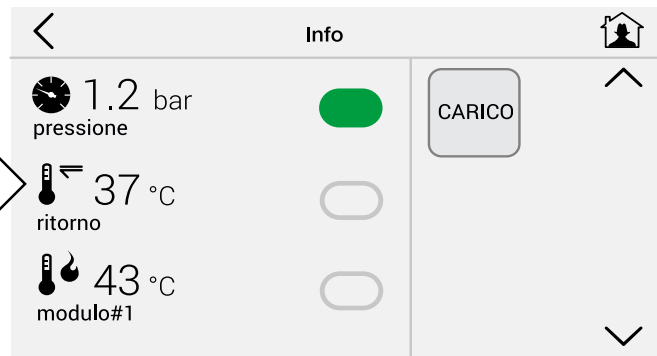 Info
1.2 bar
pressione
37 °C
ritorno
43 °C
modulo#1
CARICO